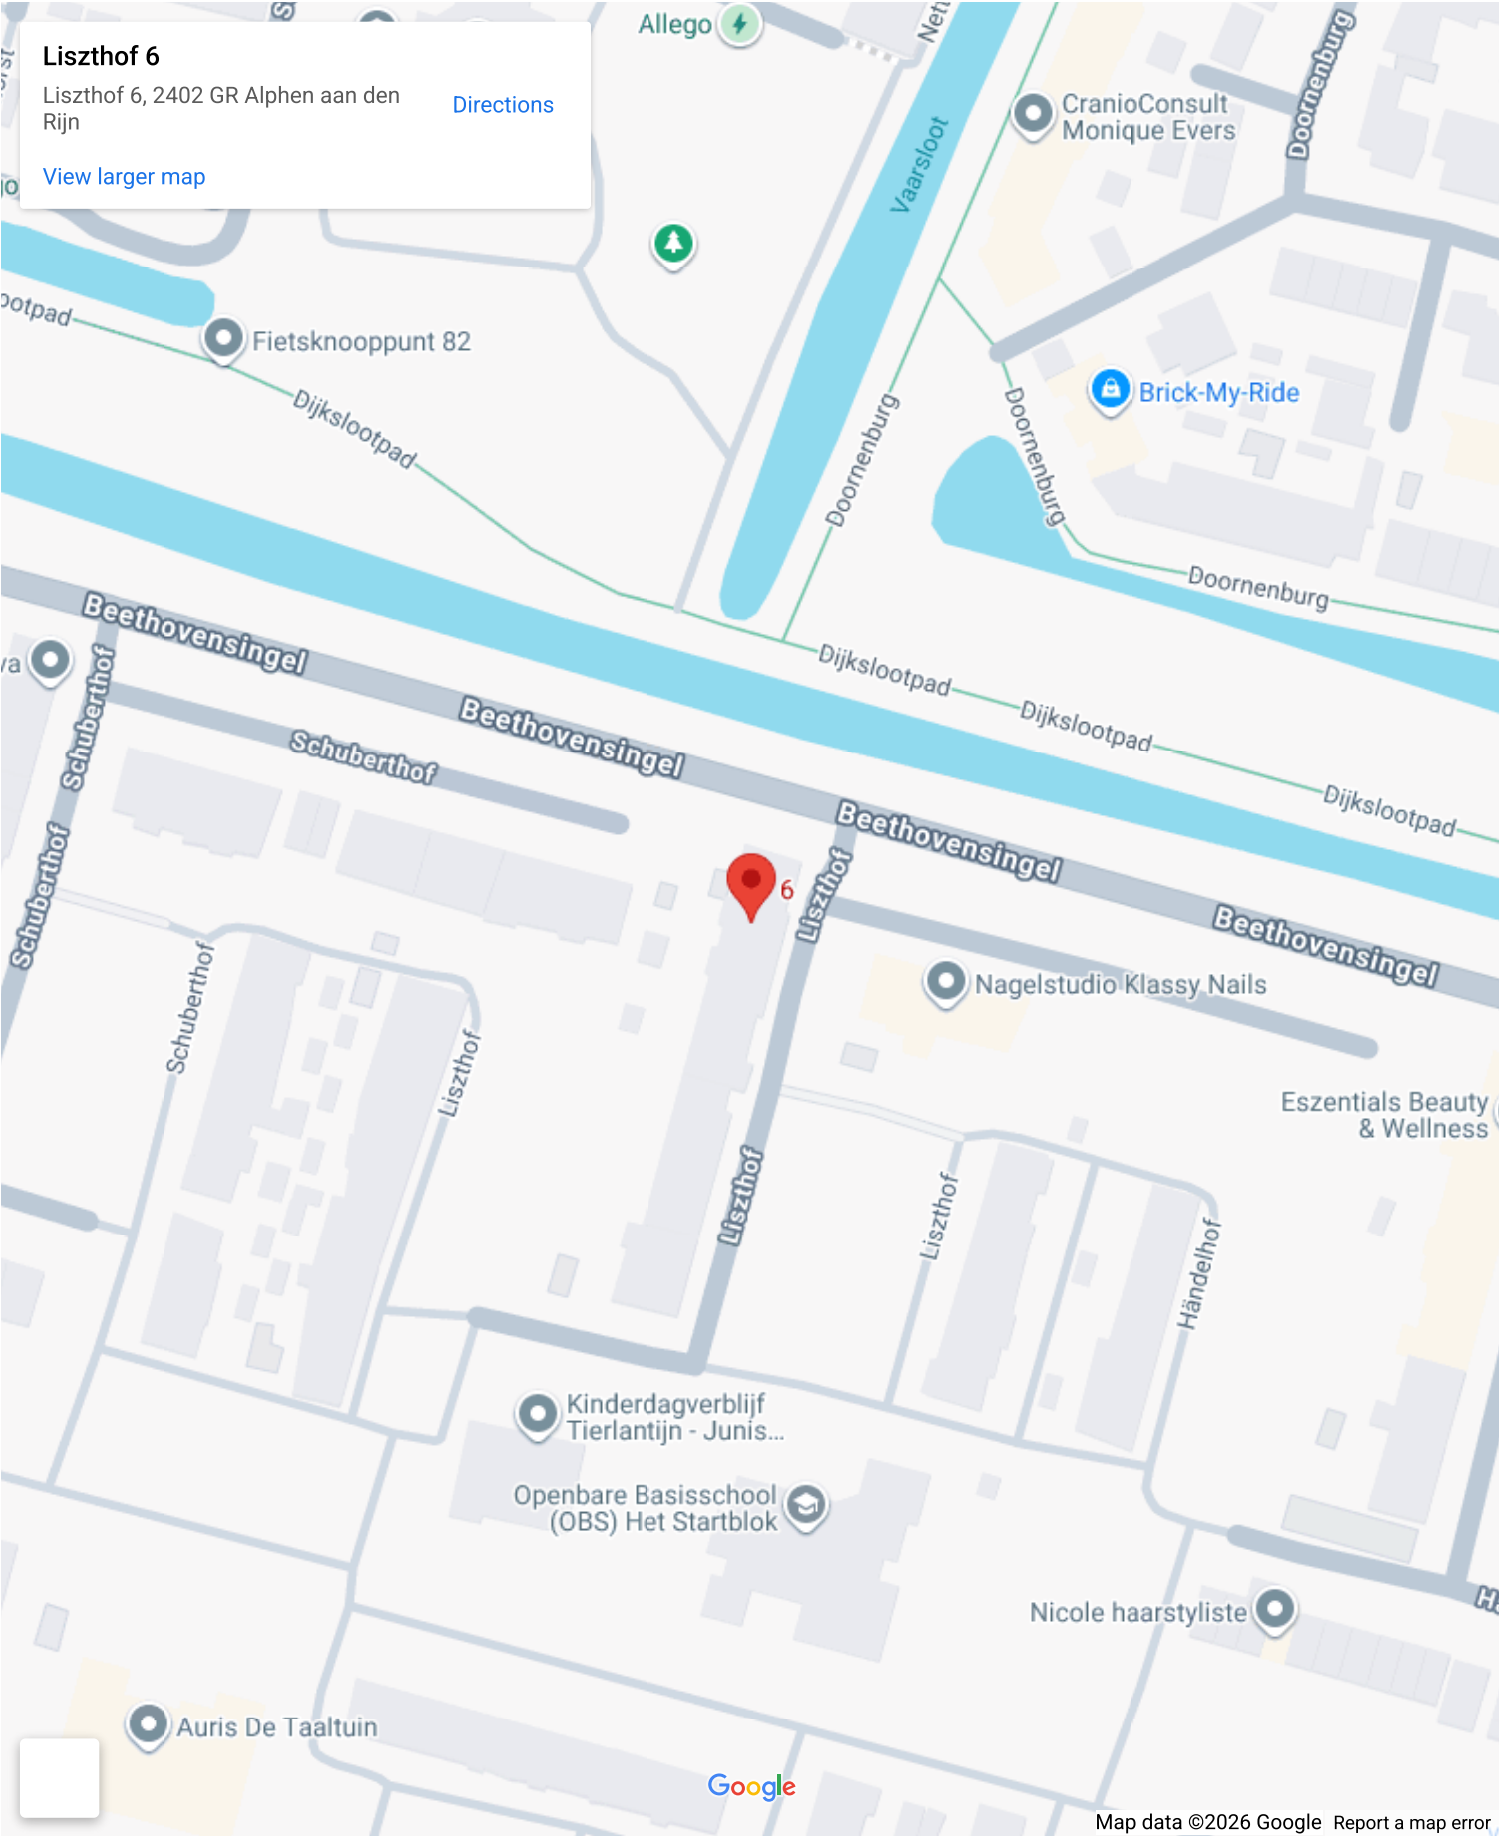 Liszthof 6
Liszthof 6, 2402 GR Alphen aan den
Rijn
Directions
View larger map
Allego
Vaarsloot
CranioConsult
Monique Evers
Doornenburg
Fietsknooppunt 82
Dijkslootpad
Doornenburg
Doornenburg
Brick-My-Ride
Doornenburg
Beethovensingel
Dijkslootpad
Dijkslootpad
Dijkslootpad
Schuberthof
Schuberthof
Beethovensingel
Beethovensingel
Beethovensingel
Schuberthof
6
Liszthof
Nagelstudio Klassy Nails
Schuberthof
Liszthof
Eszentials Beauty
& Wellness
Liszthof
Liszthof
Händelhof
Kinderdagverblijf
Tierlantijn - Junis...
Openbare Basisschool
(OBS) Het Startblok
Nicole haarstyliste
Auris De Taaltuin
Google
Map data ©2026 Google
Report a map error